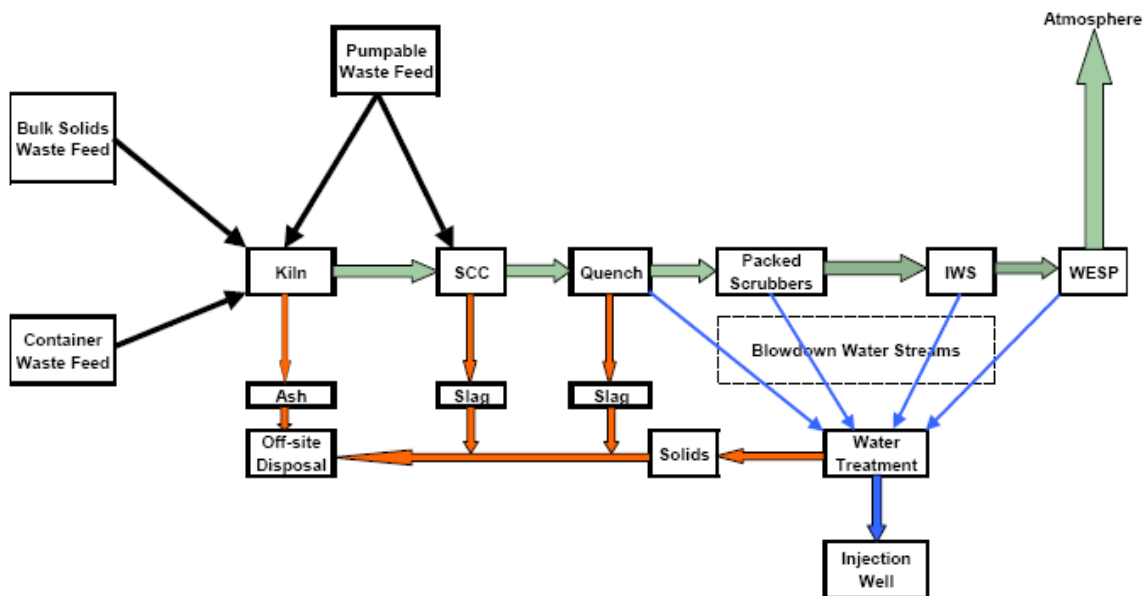 Atmosphere
Pumpable
Waste Feed
Bulk Solids
Waste Feed
Kiln
SCC
Quench
Packed
Scrubbers
IWS
WESP
Container
Waste Feed
Blowdown Water Streams
Ash
Slag
Slag
Off-site
Disposal
Solids
Water
Treatment
Injection
Well